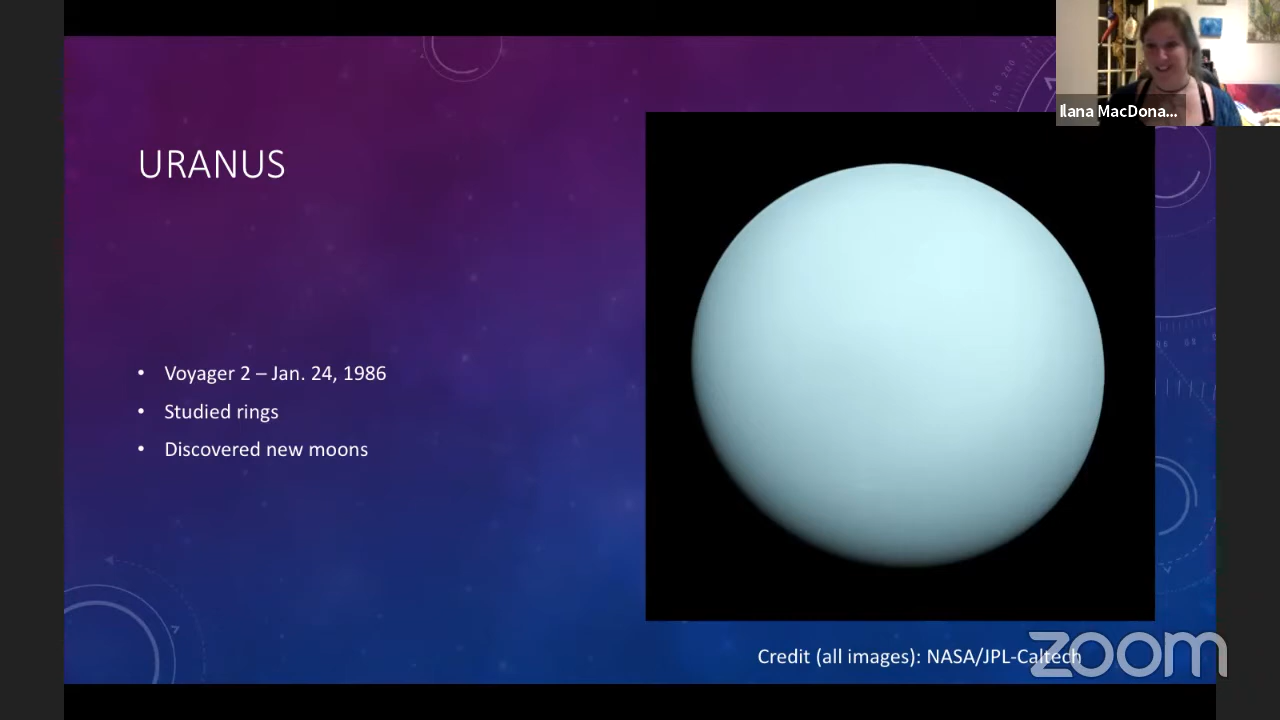 Ilana MacDona...
URANUS
• Voyager 2 – Jan. 24, 1986
• Studied rings
• Discovered new moons
Credit (all images): NASA/JPL-Caltech
zoom